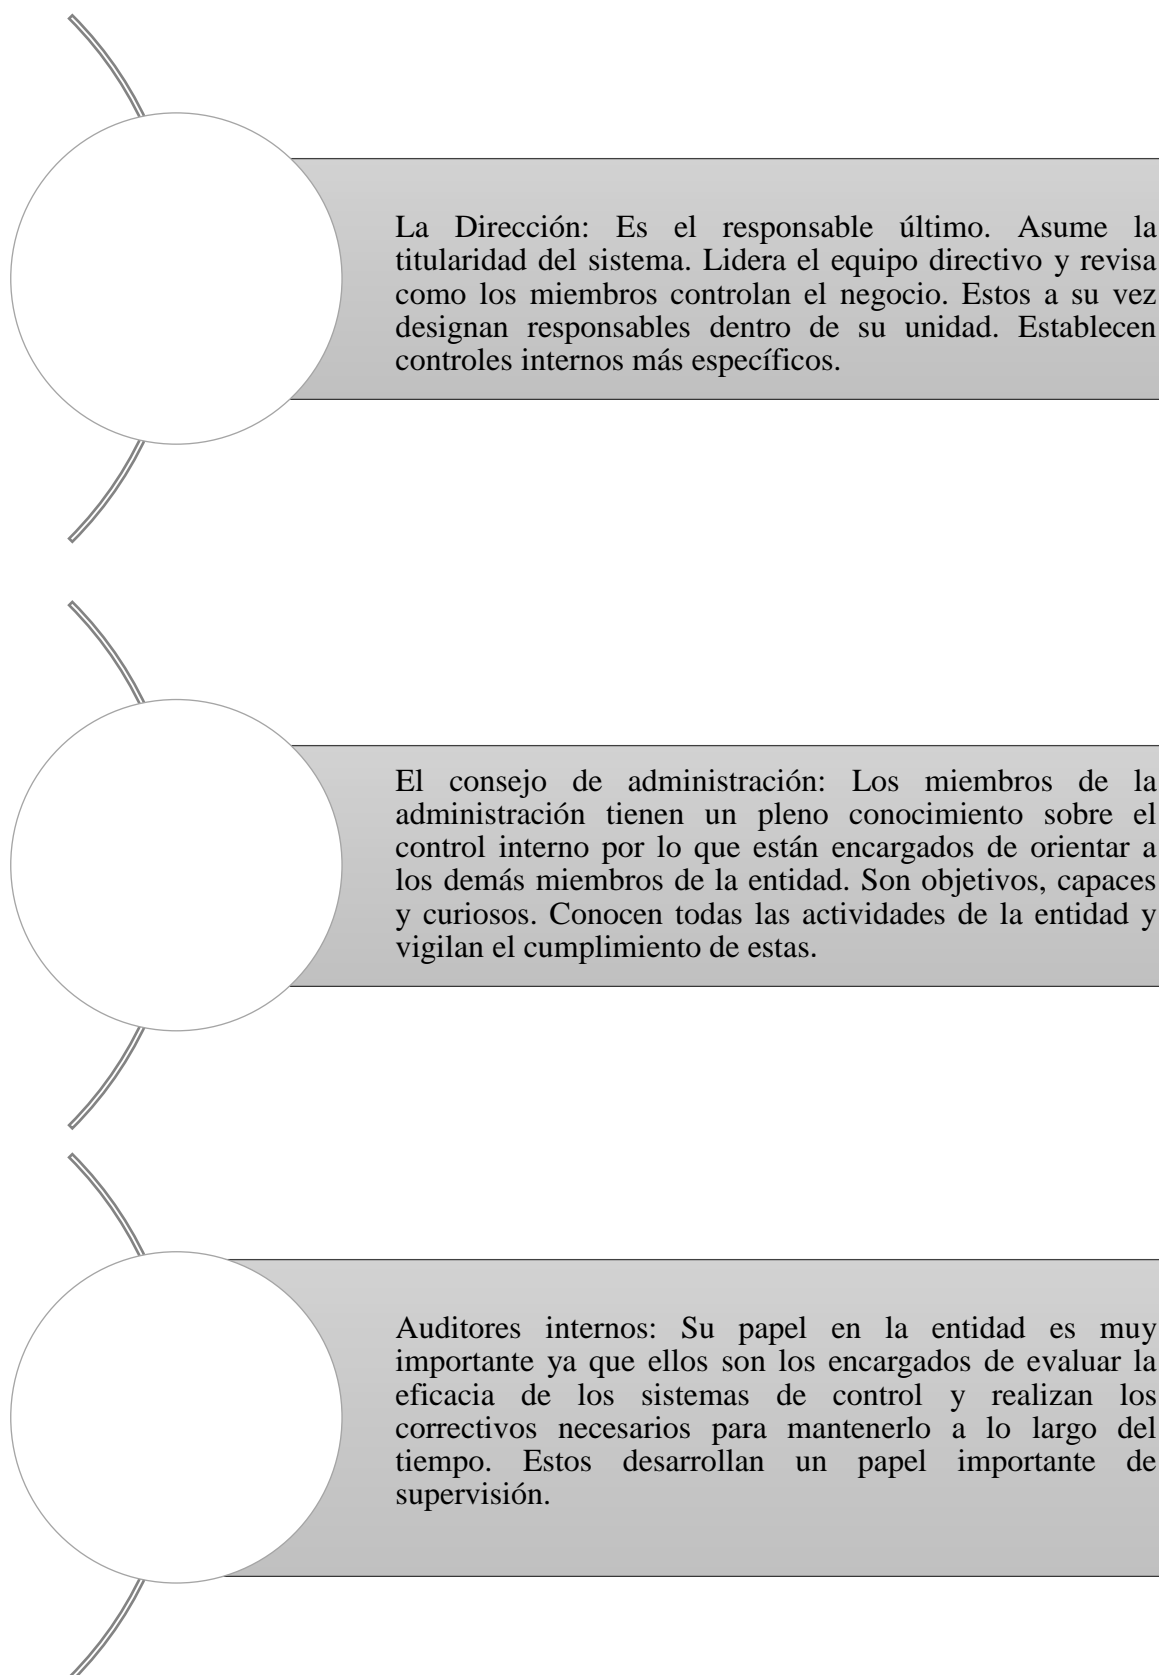 La Dirección: Es el responsable último. Asume la
titularidad del sistema. Lidera el equipo directivo y revisa
como los miembros controlan el negocio. Estos a su vez
designan responsables dentro de su unidad. Establecen
controles internos más específicos.
El consejo de administración: Los miembros de la
administración tienen un pleno conocimiento sobre el
control interno por lo que están encargados de orientar a
los demás miembros de la entidad. Son objetivos, capaces
y curiosos. Conocen todas las actividades de la entidad y
vigilan el cumplimiento de estas.
Auditores internos: Su papel en la entidad es muy
importante ya que ellos son los encargados de evaluar la
eficacia de los sistemas de control y realizan los
correctivos necesarios para mantenerlo a lo largo del
tiempo. Estos desarrollan un papel importante de
supervisión.